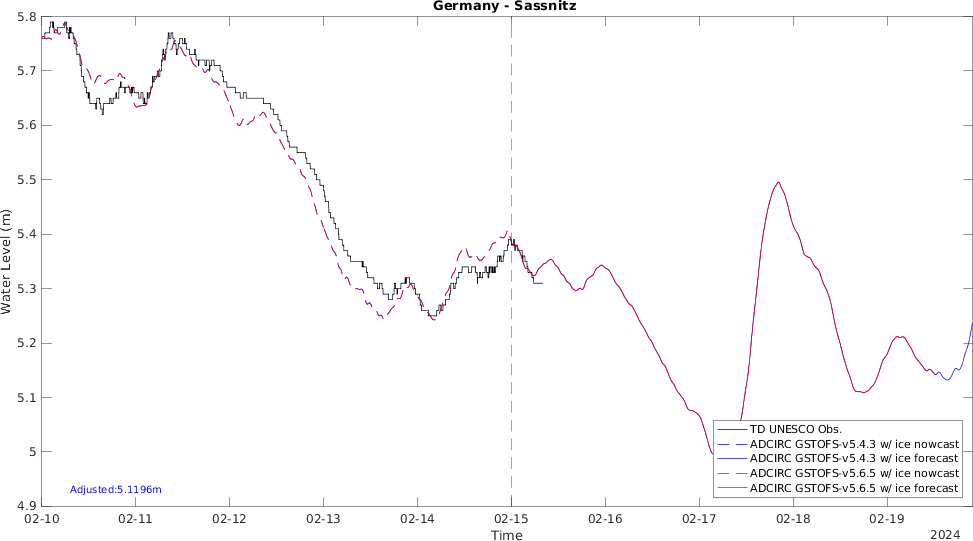 Germany - Sassnitz
5.8
5.7
5.6
5.5
5.4
5.3
5.2
5.1
5
4.9
Water Level (m)
Adjusted:5.1196m
TD UNESCO Obs.
ADCIRC GSTOFS-v5.4.3 w/ ice nowcast
ADCIRC GSTOFS-v5.4.3 w/ ice forecast
ADCIRC GSTOFS-v5.6.5 w/ ice nowcast
ADCIRC GSTOFS-v5.6.5 w/ ice forecast
02-10 02-11 02-12 02-13 02-14 02-15 02-16 02-17 02-18 02-19
Time
2024